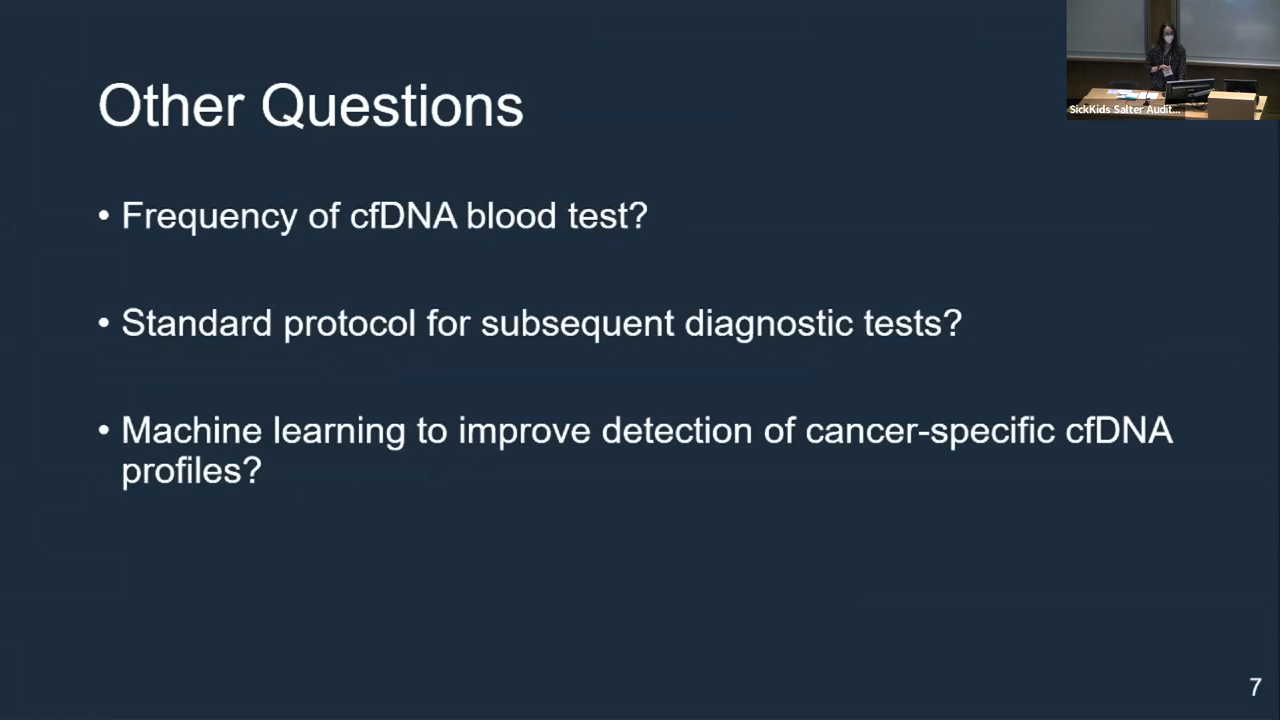 SickKids Salter Audit...
Other Questions
• Frequency of cfDNA blood test?
• Standard protocol for subsequent diagnostic tests?
• Machine learning to improve detection of cancer-specific cfDNA
profiles?
7